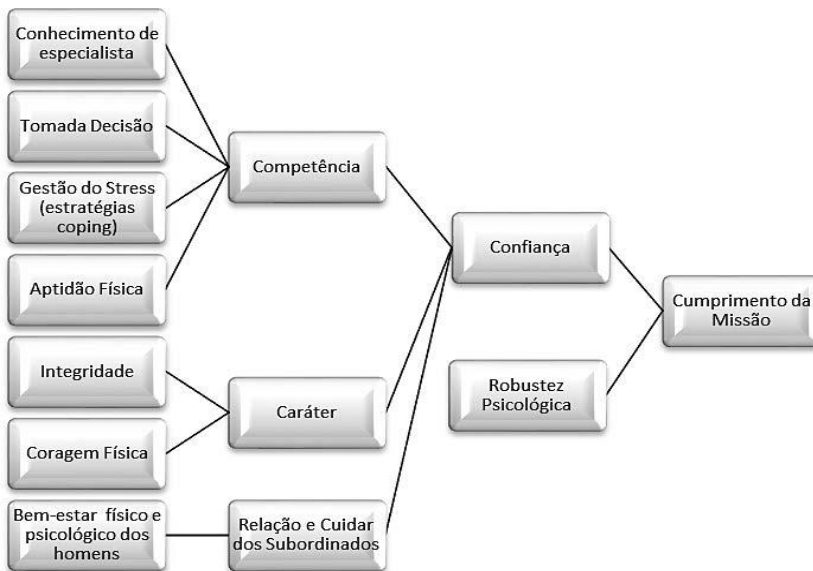 Conhecimento de
especialista
Tomada Decisão
Gestão do Stress
(estratégias
coping)
Aptidão Física
Integridade
Coragem Física
Bem-estar físico e
psicológico dos
homens
Competência
Caráter
Relação e Cuidar
dos Subordinados
Confiança
Robustez
Psicológica
Cumprimento da
Missão